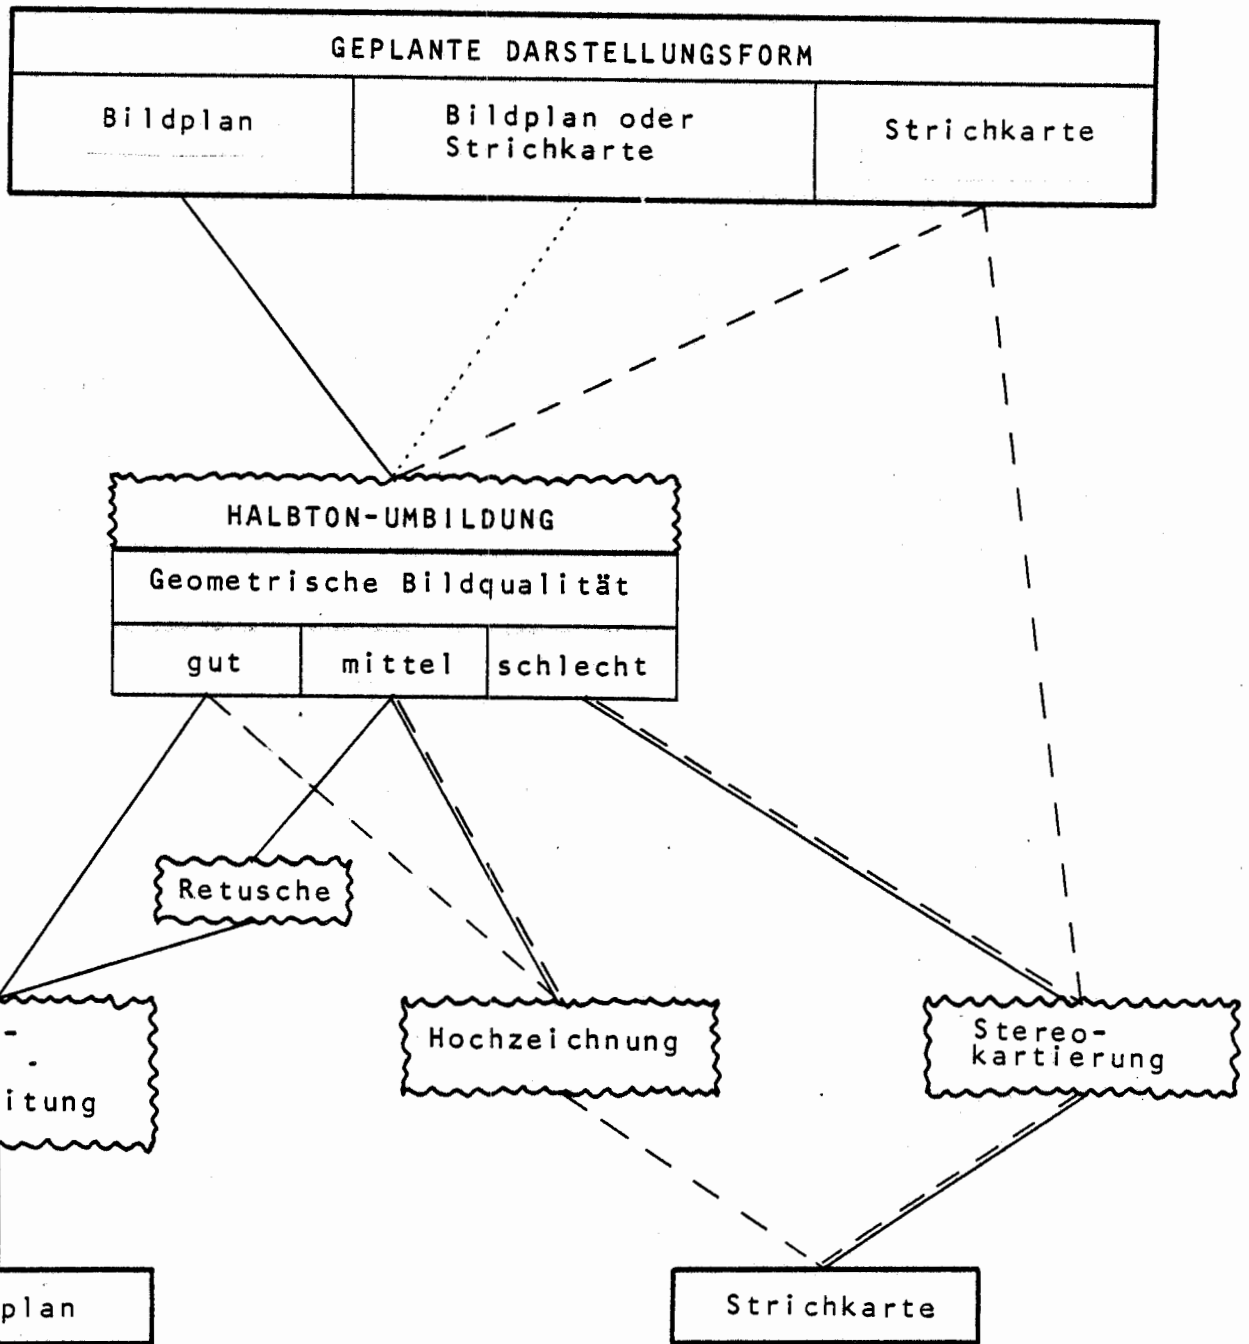 GEPLANTE DARSTELLUNGSFORM
Bildplan
Bildplan oder
Strichkarte
Strichkarte
HALBTON-UMBILDUNG
Geometrische Bildqualität
gut
mittel
schlecht
Retusche
-
-
itung
Hochzeichnung
Stereo-
kartierung
plan
Strichkarte